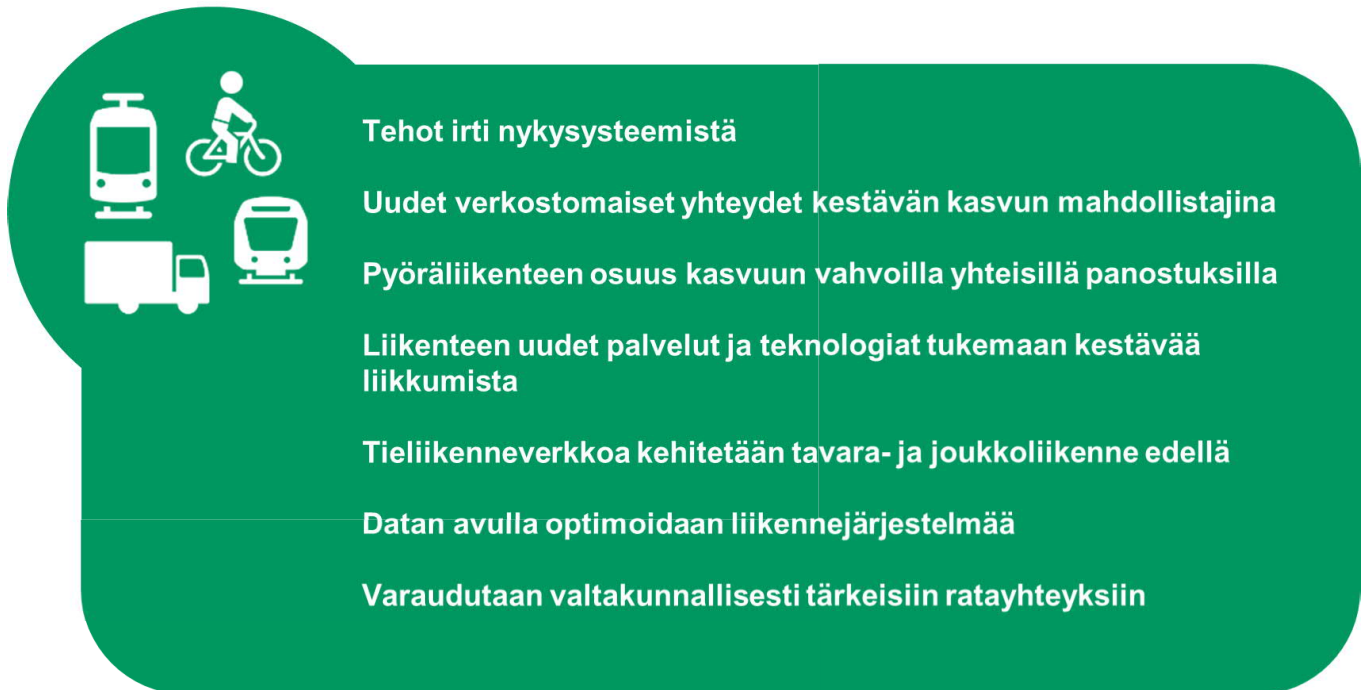 Tehot irti nykysysteemistä
Uudet verkostomaiset yhteydet kestävän kasvun mahdollistajina
Pyöräliikenteen osuus kasvuun vahvoilla yhteisillä panostuksilla
Liikenteen uudet palvelut ja teknologiat tukemaan kestävää
liikkumista
Tieliikenneverkkoa kehitetään tavara- ja joukkoliikenne edellä
Datan avulla optimoidaan liikennejärjestelmää
Varaudutaan valtakunnallisesti tärkeisiin ratayhteyksiin